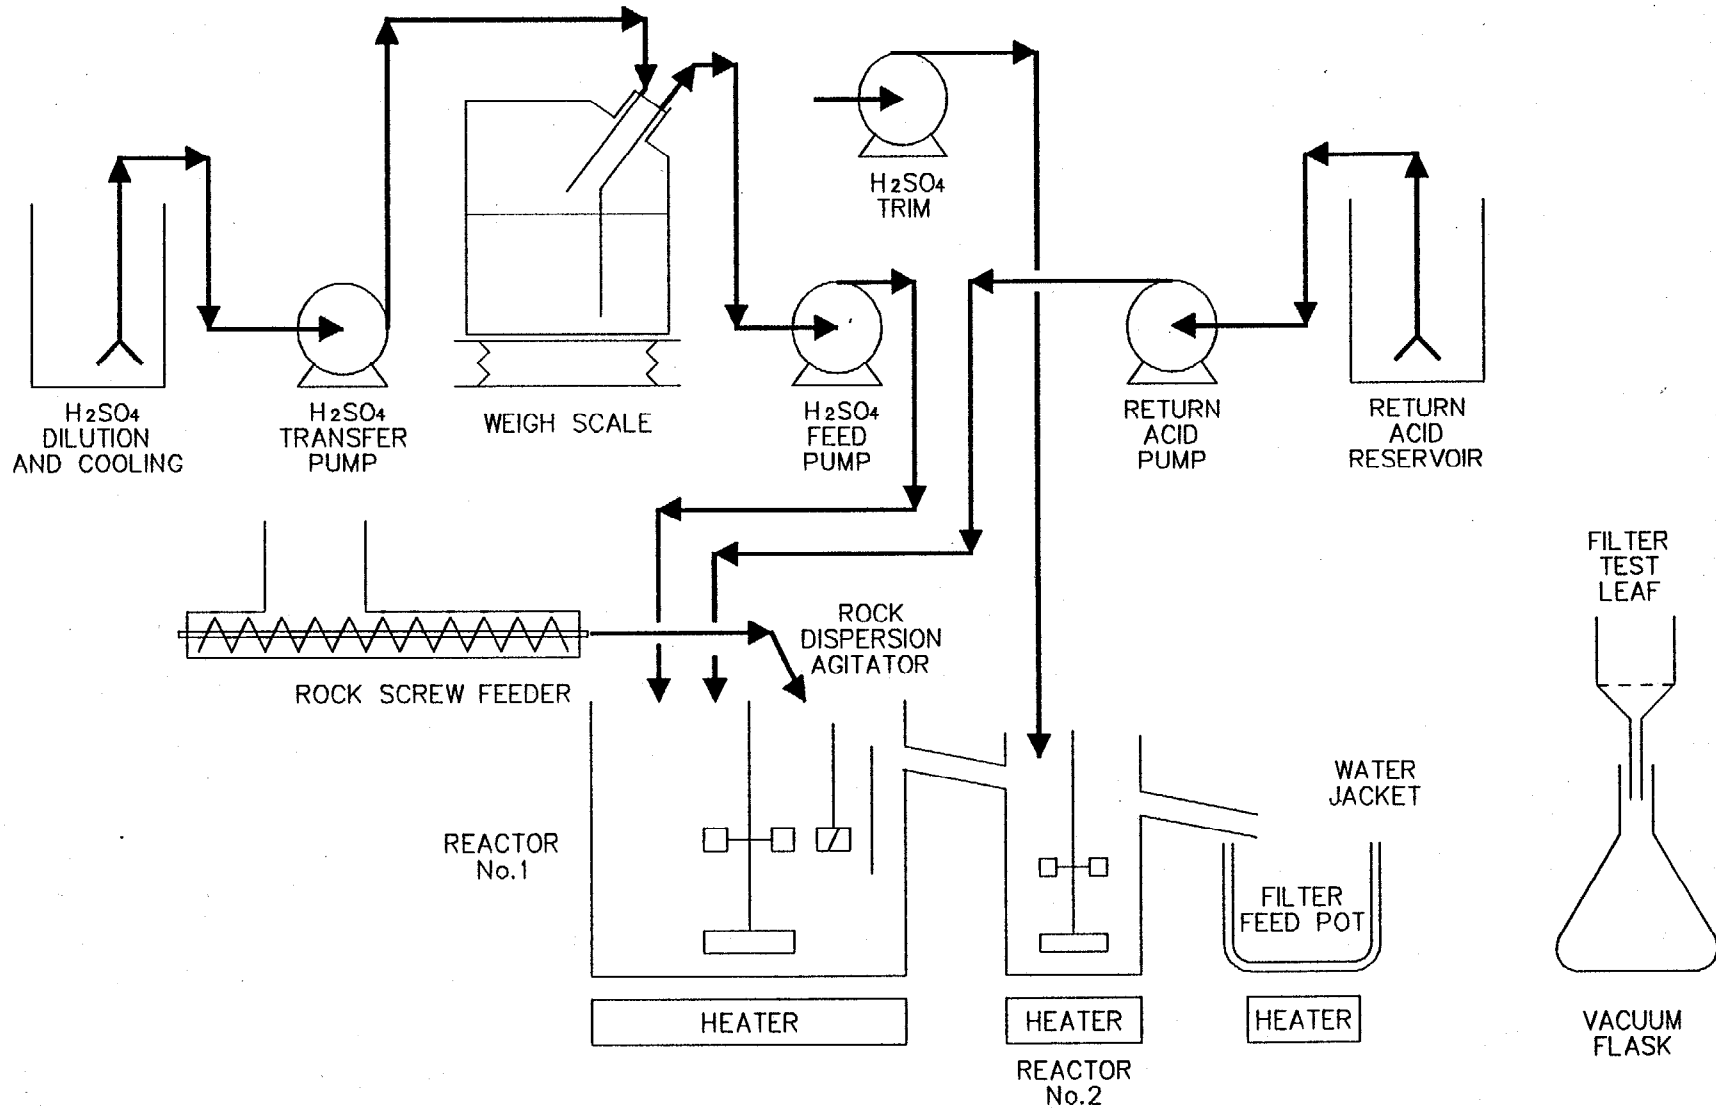 H2SO4
TRIM
H2SO4
DILUTION
AND COOLING
H2SO4
TRANSFER
PUMP
WEIGH SCALE
H2SO4
FEED
PUMP
RETURN
ACID
PUMP
RETURN
ACID
RESERVOIR
FILTER
TEST
LEAF
ROCK
DISPERSION
AGITATOR
ROCK SCREW FEEDER
WATER
JACKET
REACTOR
No.1
FILTER
FEED POT
HEATER
HEATER
HEATER
VACUUM
FLASK
REACTOR
No.2